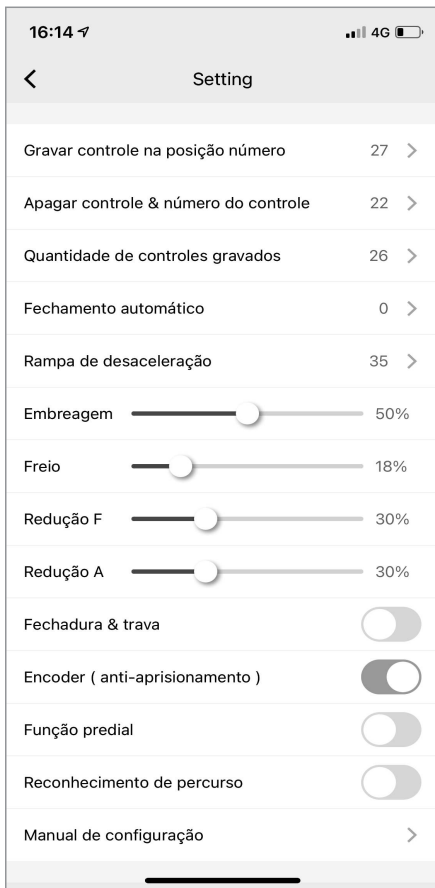 16:14 4G
Setting
Gravar controle na posição número 27
Apagar controle & número do controle 22
Quantidade de controles gravados 26
Fechamento automático 0
Rampa de desaceleração 35
Embreagem 50%
Freio 18%
Redução F 30%
Redução A 30%
Fechadura & trava
Encoder ( anti-aprisionamento )
Função predial
Reconhecimento de percurso
Manual de configuração